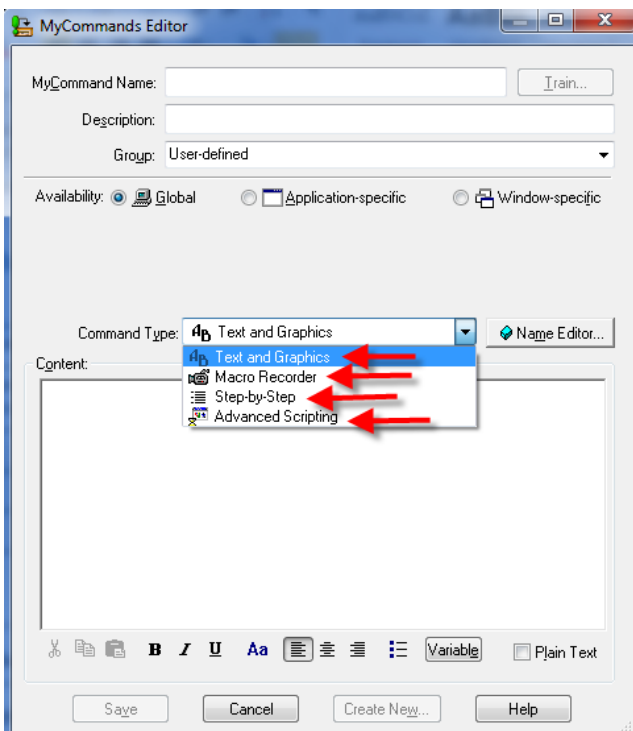 MyCommands Editor
MyCommand Name:
Train...
Description:
Group: User-defined
Availability: Global Application-specific Window-specific
Command Type: Text and Graphics Name Editor...
Text and Graphics
Content:
Macro Recorder
Step-by-Step
Advanced Scripting
B I U Aa Variable Plain Text
Save Cancel Create New... Help